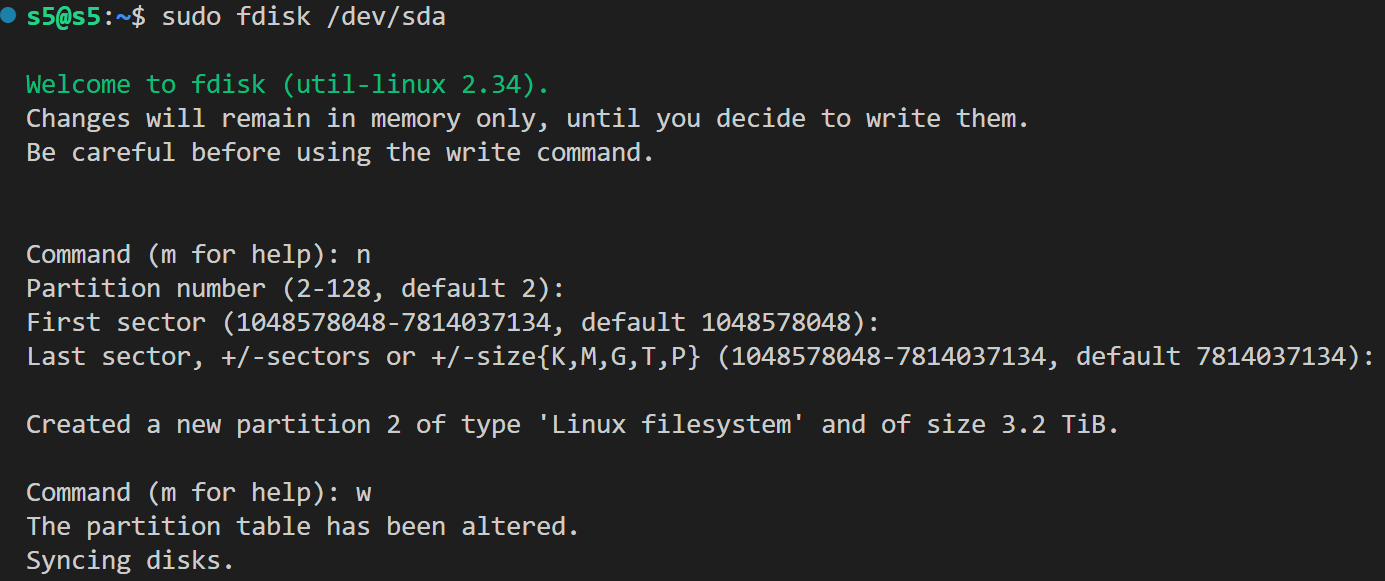 s5@s5:~$ sudo fdisk /dev/sda
Welcome to fdisk (util-linux 2.34).
Changes will remain in memory only, until you decide to write them.
Be careful before using the write command.
Command (m for help): n
Partition number (2-128, default 2):
First sector (1048578048-7814037134, default 1048578048):
Last sector, +/-sectors or +/-size{K,M,G,T,P} (1048578048-7814037134, default 7814037134):
Created a new partition 2 of type 'Linux filesystem' and of size 3.2 TiB.
Command (m for help): w
The partition table has been altered.
Syncing disks.